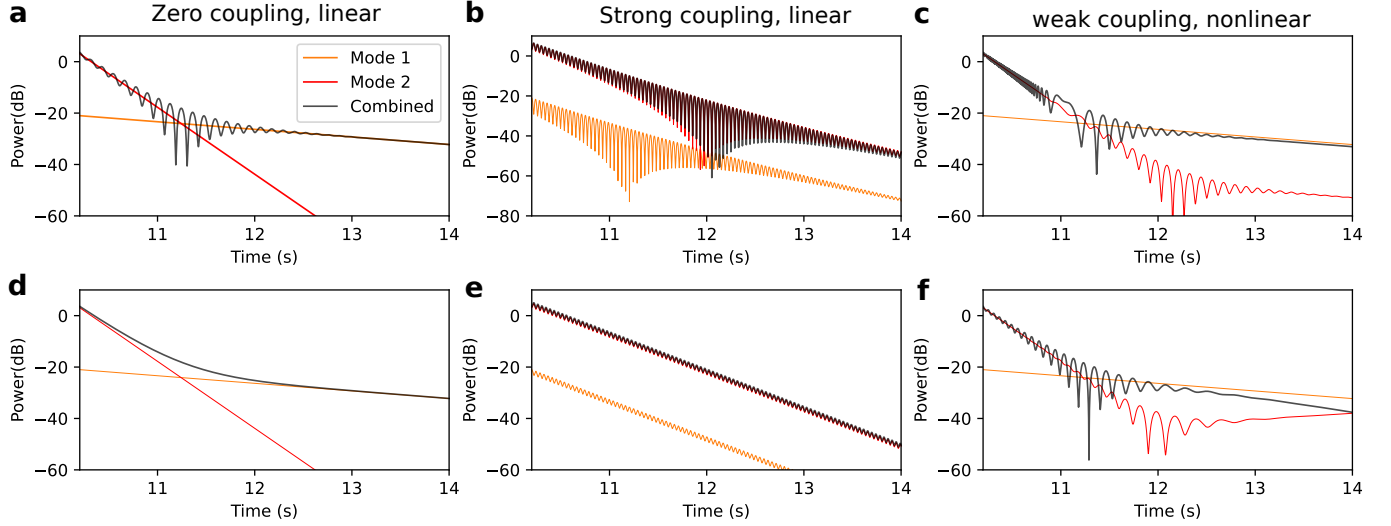 a
Zero coupling, linear
b
Strong coupling, linear
c
weak coupling, nonlinear
Power(dB)
0
−20
−40
−60
Mode 1
Mode 2
Combined
11
12
13
14
Time (s)
Power(dB)
0
−20
−40
−60
−80
11
12
13
14
Time (s)
Power(dB)
0
−20
−40
−60
11
12
13
14
Time (s)
d
Power(dB)
0
−20
−40
−60
11
12
13
14
Time (s)
e
Power(dB)
0
−20
−40
−60
11
12
13
14
Time (s)
f
Power(dB)
0
−20
−40
−60
11
12
13
14
Time (s)